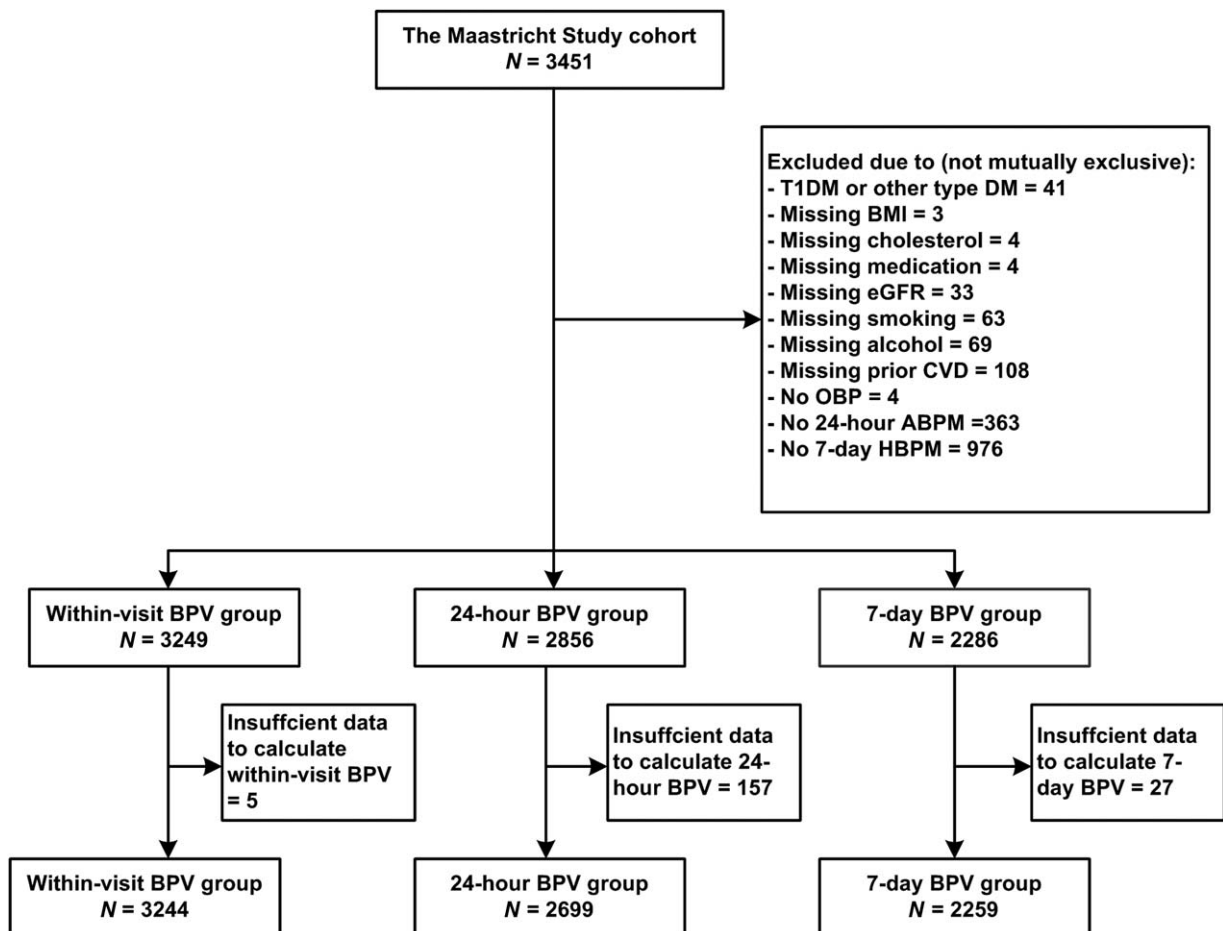 The Maastricht Study cohort
N = 3451
Excluded due to (not mutually exclusive):
- T1DM or other type DM = 41
- Missing BMI = 3
- Missing cholesterol = 4
- Missing medication = 4
- Missing eGFR = 33
- Missing smoking = 63
- Missing alcohol = 69
- Missing prior CVD = 108
- No OBP = 4
- No 24-hour ABPM =363
- No 7-day HBPM = 976
Within-visit BPV group
N = 3249
24-hour BPV group
N = 2856
7-day BPV group
N = 2286
Insuffcient data
to calculate
within-visit BPV
= 5
Insuffcient data
to calculate 24-
hour BPV = 157
Insuffcient data
to calculate 7-
day BPV = 27
Within-visit BPV group
N = 3244
24-hour BPV group
N = 2699
7-day BPV group
N = 2259